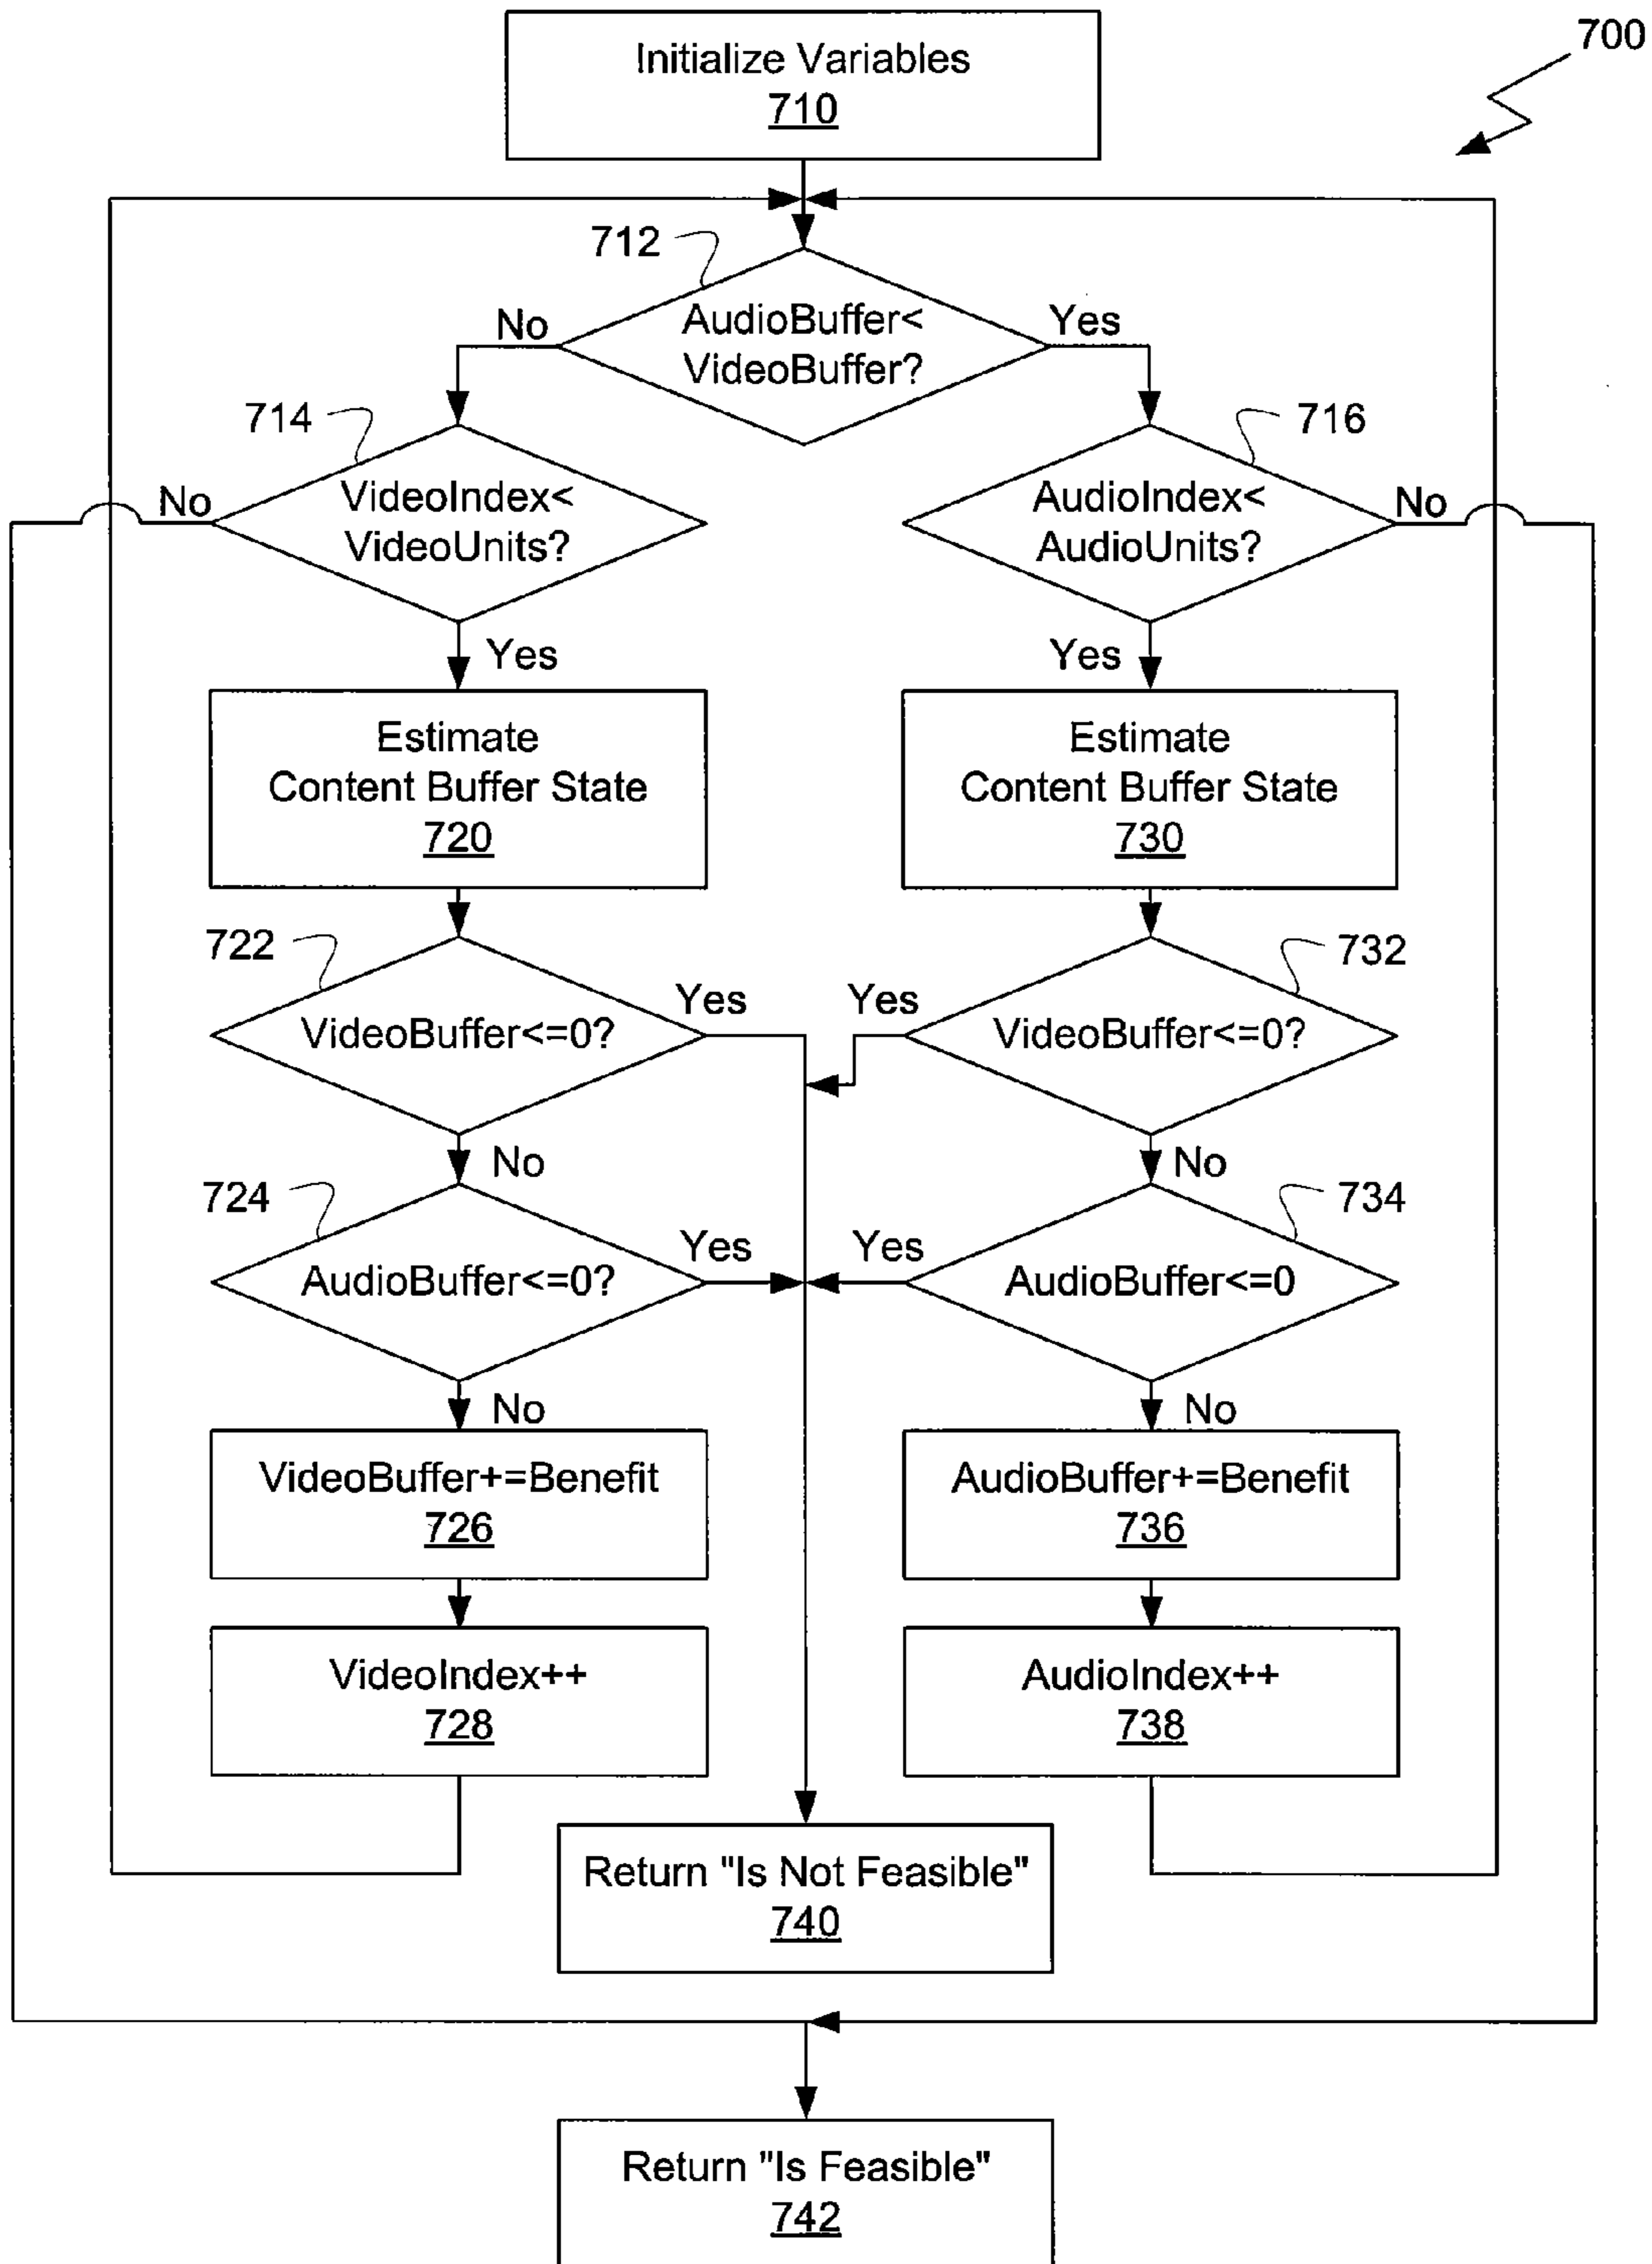 700
Initialize Variables
710
712
AudioBuffer<
VideoBuffer?
No
Yes
714
VideoIndex<
VideoUnits?
No
Yes
716
AudioIndex<
AudioUnits?
No
Yes
Estimate
Content Buffer State
720
Estimate
Content Buffer State
730
722
VideoBuffer<=0?
Yes
No
732
VideoBuffer<=0?
Yes
No
724
AudioBuffer<=0?
Yes
No
734
AudioBuffer<=0
Yes
No
VideoBuffer+=Benefit
726
AudioBuffer+=Benefit
736
VideoIndex++
728
AudioIndex++
738
Return "Is Not Feasible"
740
Return "Is Feasible"
742